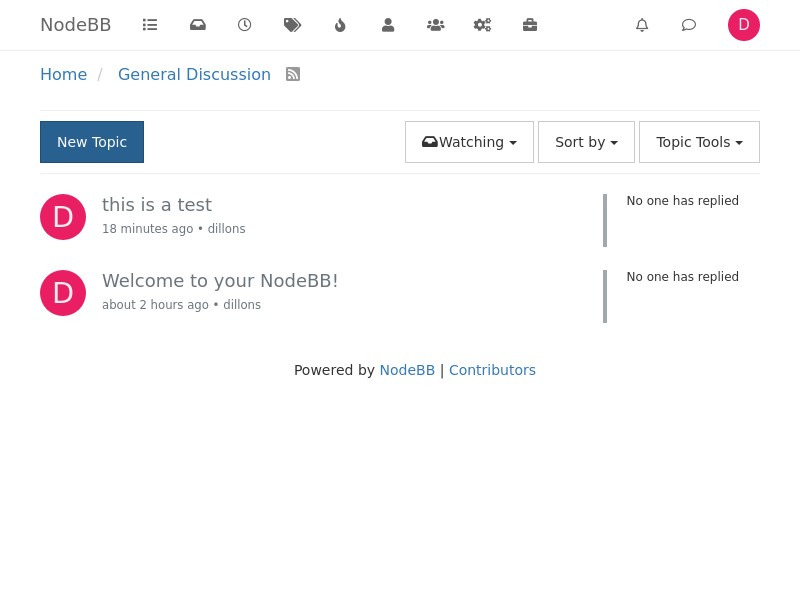 NodeBB D
Home / General Discussion
New Topic Watching Sort by Topic Tools
D this is a test No one has replied
18 minutes ago • dillons
D Welcome to your NodeBB! No one has replied
about 2 hours ago • dillons
Powered by NodeBB | Contributors